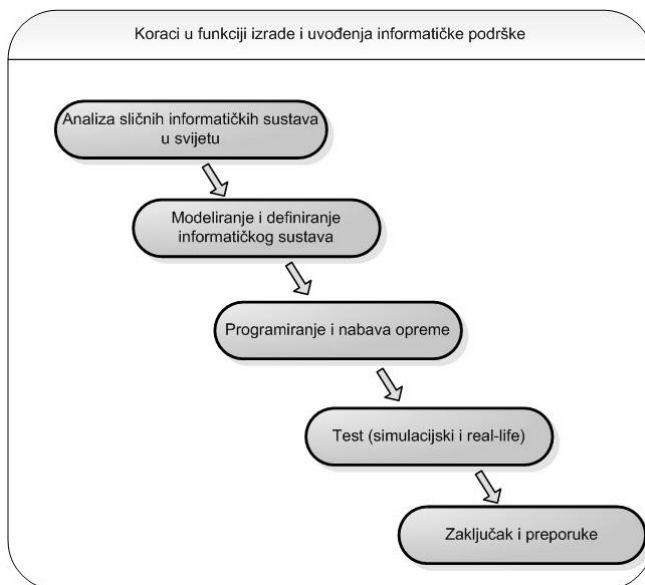 Koraci u funkciji izrade i uvođenja informatičke podrške
Analiza sličnih informatičkih sustava
u svijetu
Modeliranje i definiranje
informatičkog sustava
Programiranje i nabava opreme
Test (simulacijski i real-life)
Zaključak i preporuke